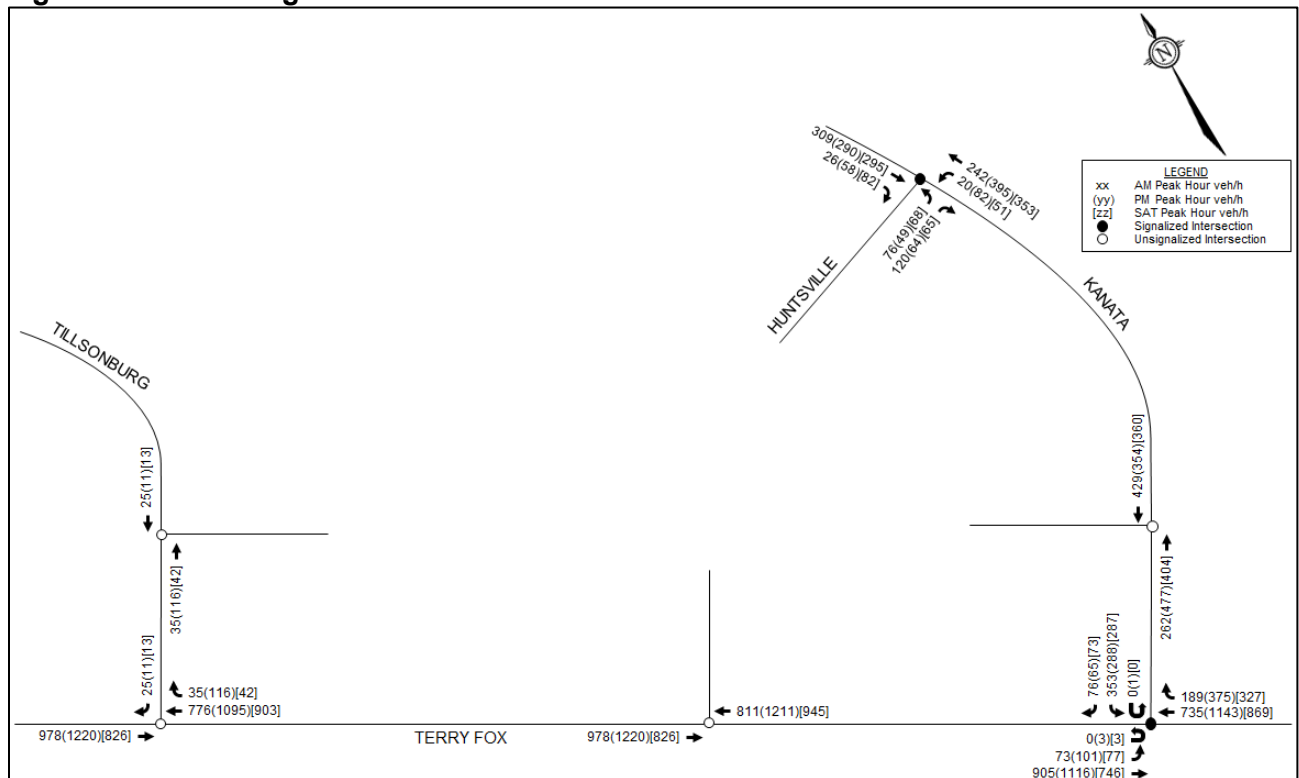 N
LEGEND
xx AM Peak Hour veh/h
(yy) PM Peak Hour veh/h
[zz] SAT Peak Hour veh/h
Signalized Intersection
Unsignalized Intersection
309(290)[295]
26(58)[82]
242(395)[353]
20(82)[51]
76(49)[68]
120(64)[65]
HUNTSVILLE
KANATA
TILLSONBURG
25(11)[13]
429(354)[360]
35(116)[42]
262(477)[404]
25(11)[13]
76(65)[73]
353(288)[287]
0(1)[0]
35(116)[42]
776(1095)[903]
811(1211)[945]
189(375)[327]
735(1143)[869]
978(1220)[826]
TERRY FOX
978(1220)[826]
0(3)[3]
73(101)[77]
905(1116)[746]